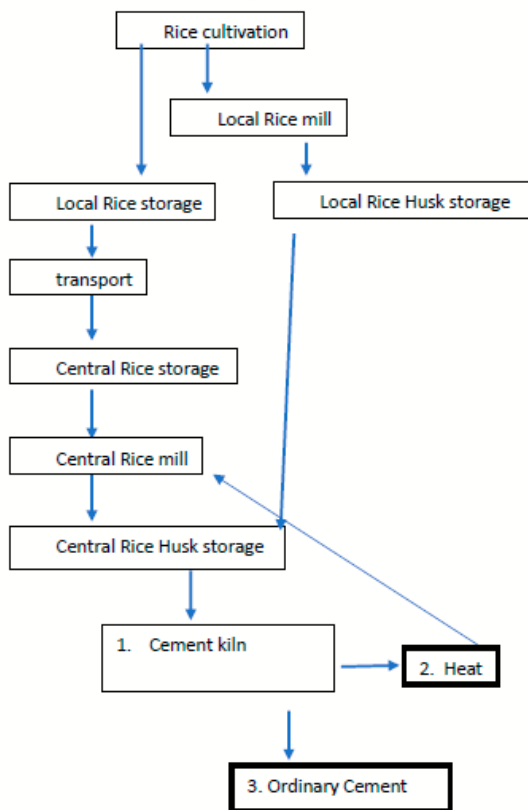 Rice cultivation
Local Rice mill
Local Rice storage
Local Rice Husk storage
transport
Central Rice storage
Central Rice mill
Central Rice Husk storage
1. Cement kiln
2. Heat
3. Ordinary Cement